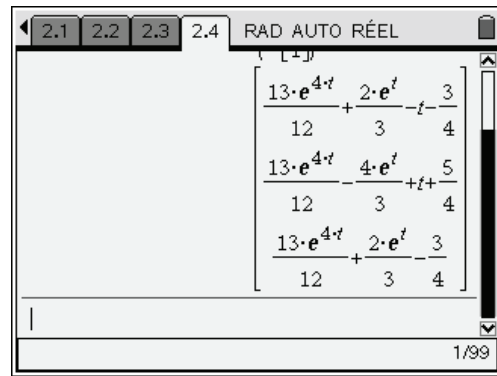 2.1 2.2 2.3 2.4 RAD AUTO RÉEL
13·e^4·t/12 + 2·e^t/3 −t− 3/4
13·e^4·t/12 − 4·e^t/3 +t+ 5/4
13·e^4·t/12 + 2·e^t/3 − 3/4
1/99